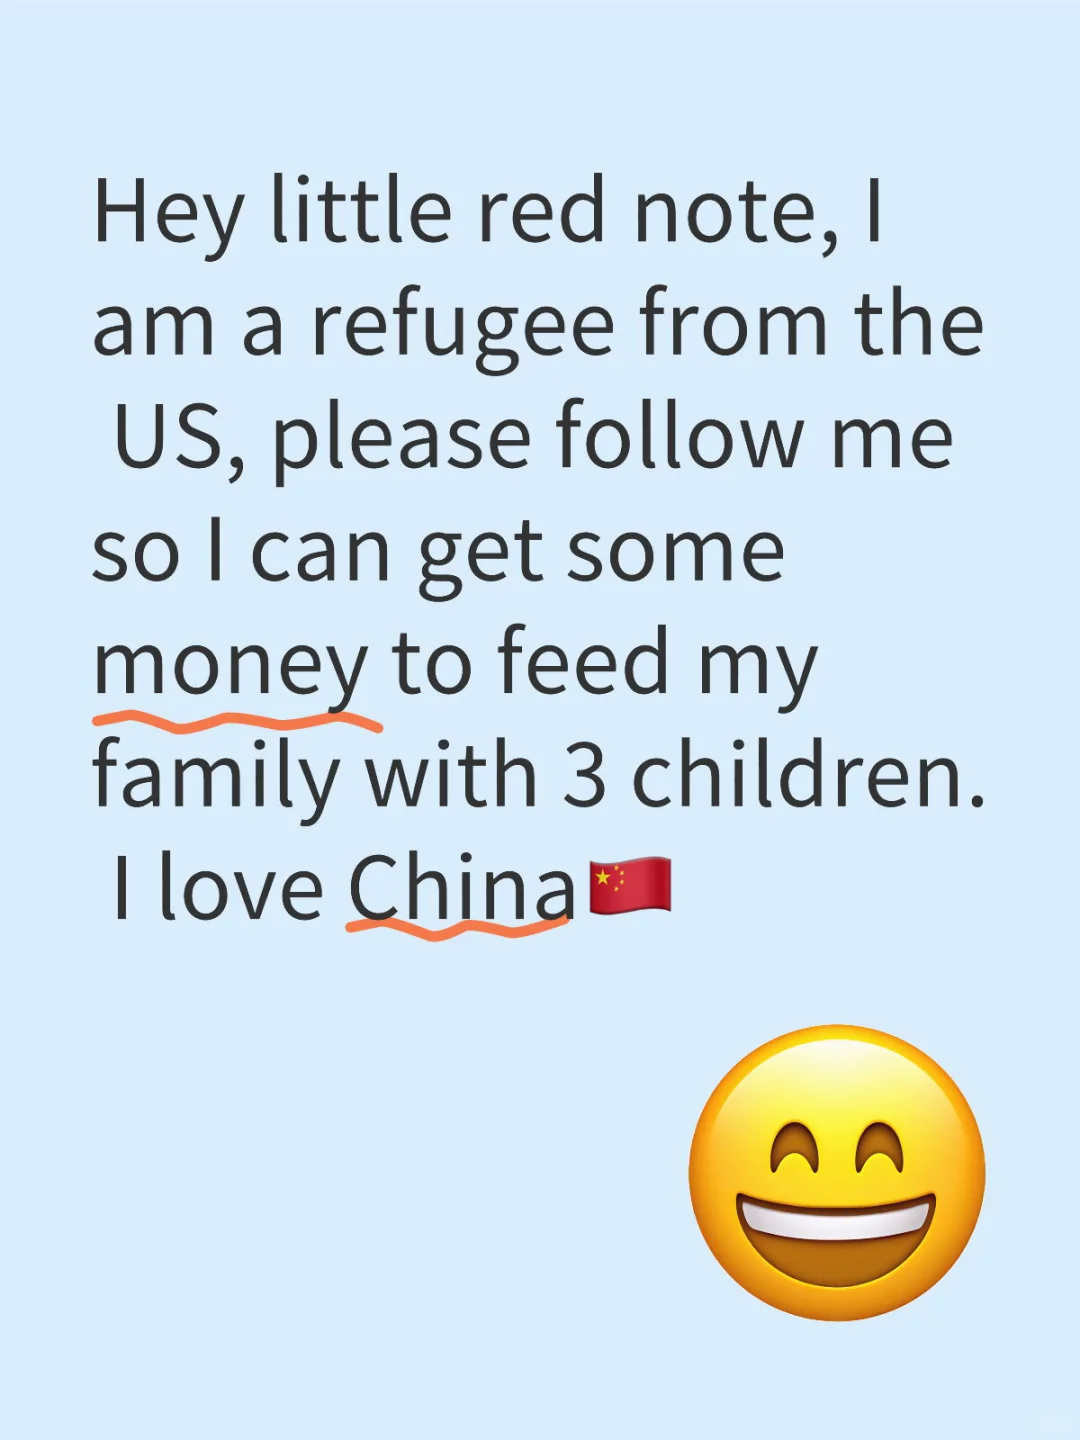 Hey little red note, I
am a refugee from the
US, please follow me
so I can get some
money to feed my
family with 3 children.
I love China🇨🇳